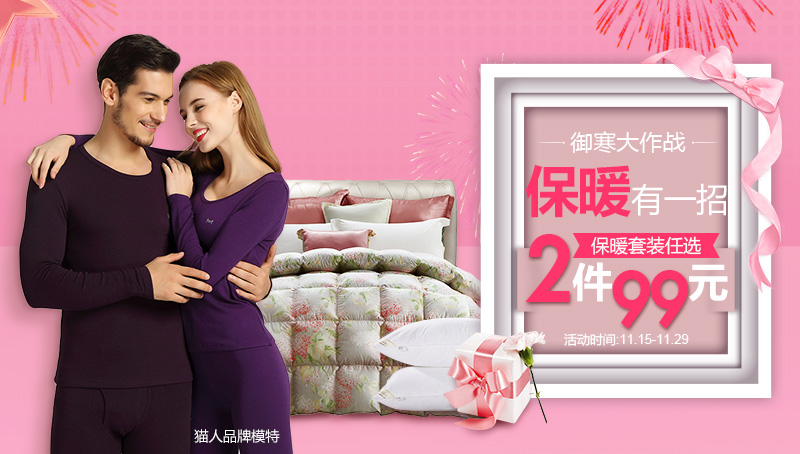 御寒大作战
保暖有一招
保暖套装任选
2件99元
活动时间:11.15-11.29
猫人品牌模特